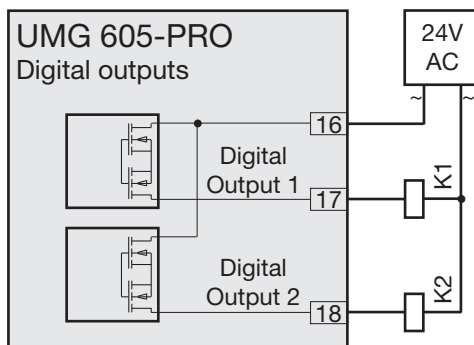 UMG 605-PRO
Digital outputs
24V
AC
~ ~
16
Digital
Output 1
17
K1
Digital
Output 2
18
K2